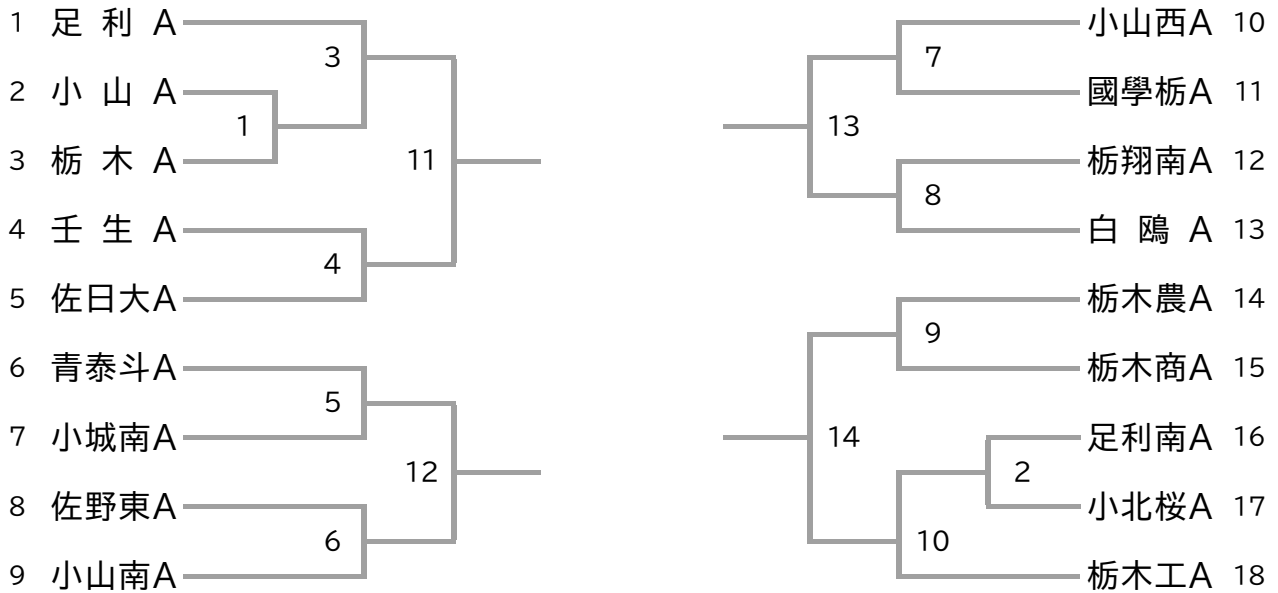 1 足 利 A
3
2 小 山 A
1
3 栃 木 A
11
4 壬 生 A
4
5 佐日大A
6 青泰斗A
5
7 小城南A
12
8 佐野東A
6
9 小山南A
小山西A 10
7
國學栃A 11
13
栃翔南A 12
8
白 鴎 A 13
栃木農A 14
9
栃木商A 15
14
足利南A 16
2
小北桜A 17
10
栃木工A 18